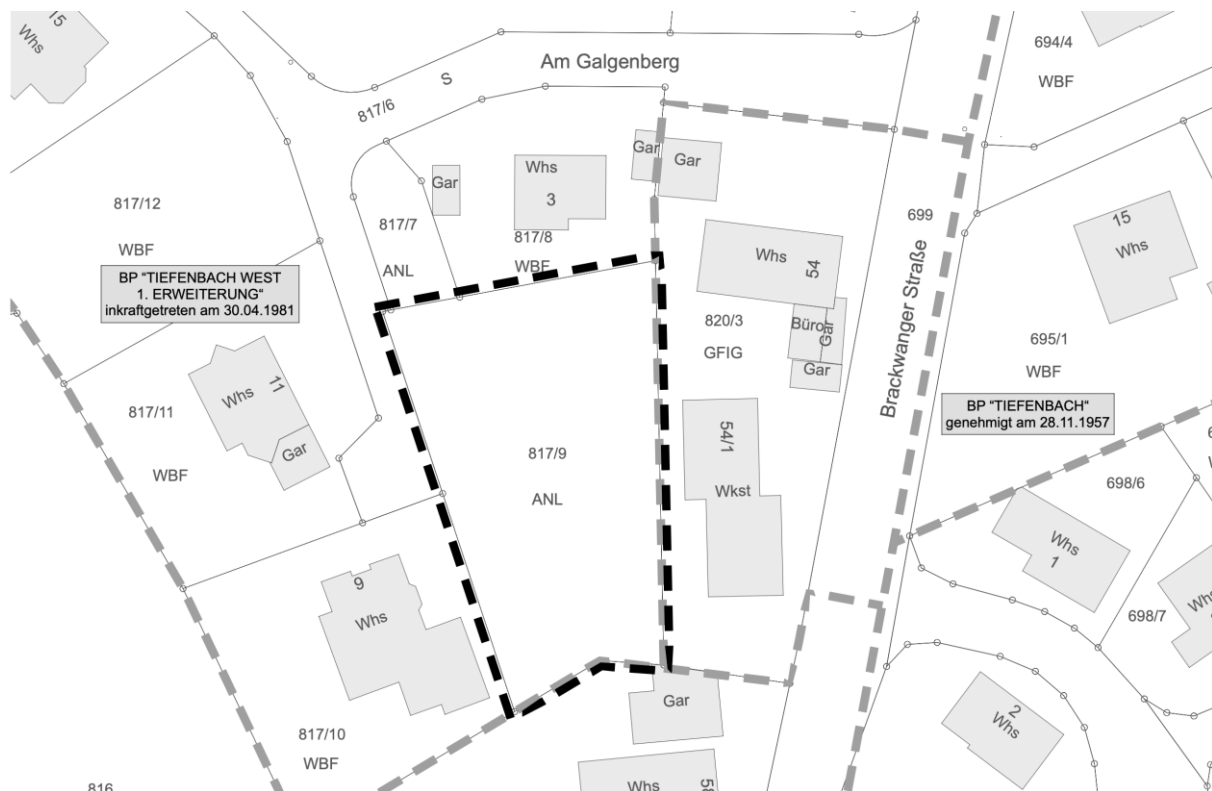 15
Whs
694/4
WBF
Am Galgenberg
S
817/6
Gar
Gar
Whs
3
Gar
817/12
WBF
817/7
ANL
817/8
WBF
699
15
Whs
BP "TIEFENBACH WEST
1. ERWEITERUNG"
inkraftgetreten am 30.04.1981
Whs
54
820/3
GFIG
Büro
Gar
Gar
Brackwanger Straße
695/1
WBF
Whs
11
Gar
817/11
WBF
BP "TIEFENBACH"
genehmigt am 28.11.1957
817/9
ANL
54/1
Wkst
698/6
Whs
1
9
Whs
698/7
Whs
817/10
WBF
Gar
2
Whs
816
Whs